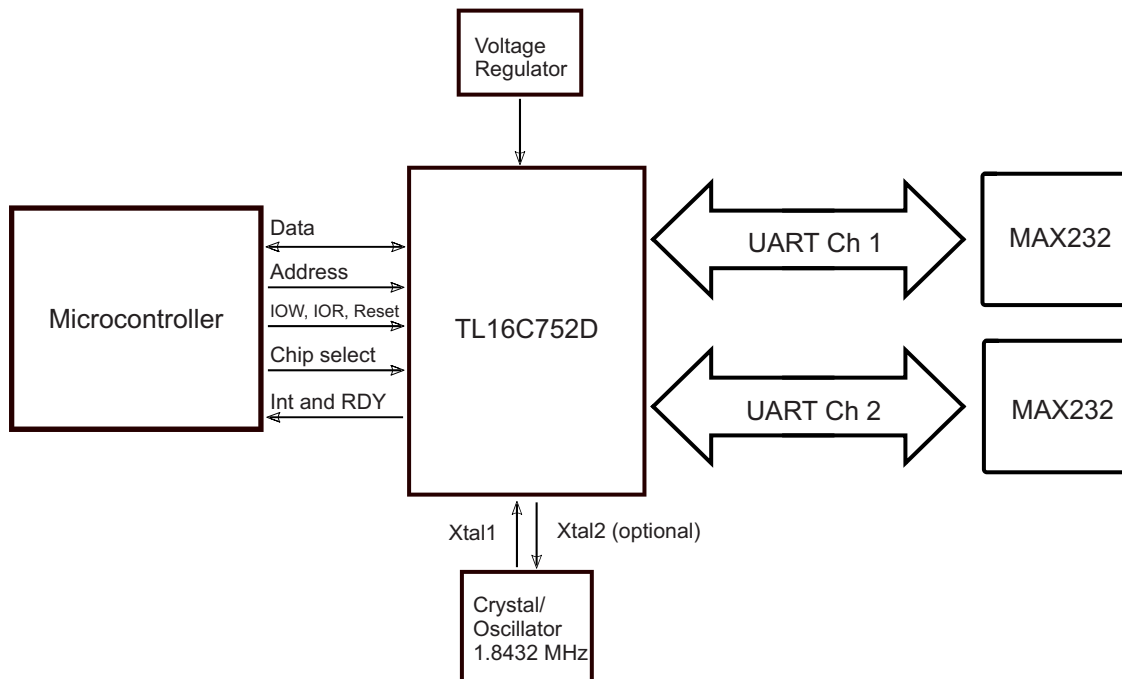 Voltage
Regulator
Microcontroller
Data
Address
IOW, IOR, Reset
Chip select
Int and RDY
TL16C752D
UART Ch 1
MAX232
UART Ch 2
MAX232
Xtal1
Xtal2 (optional)
Crystal/
Oscillator
1.8432 MHz